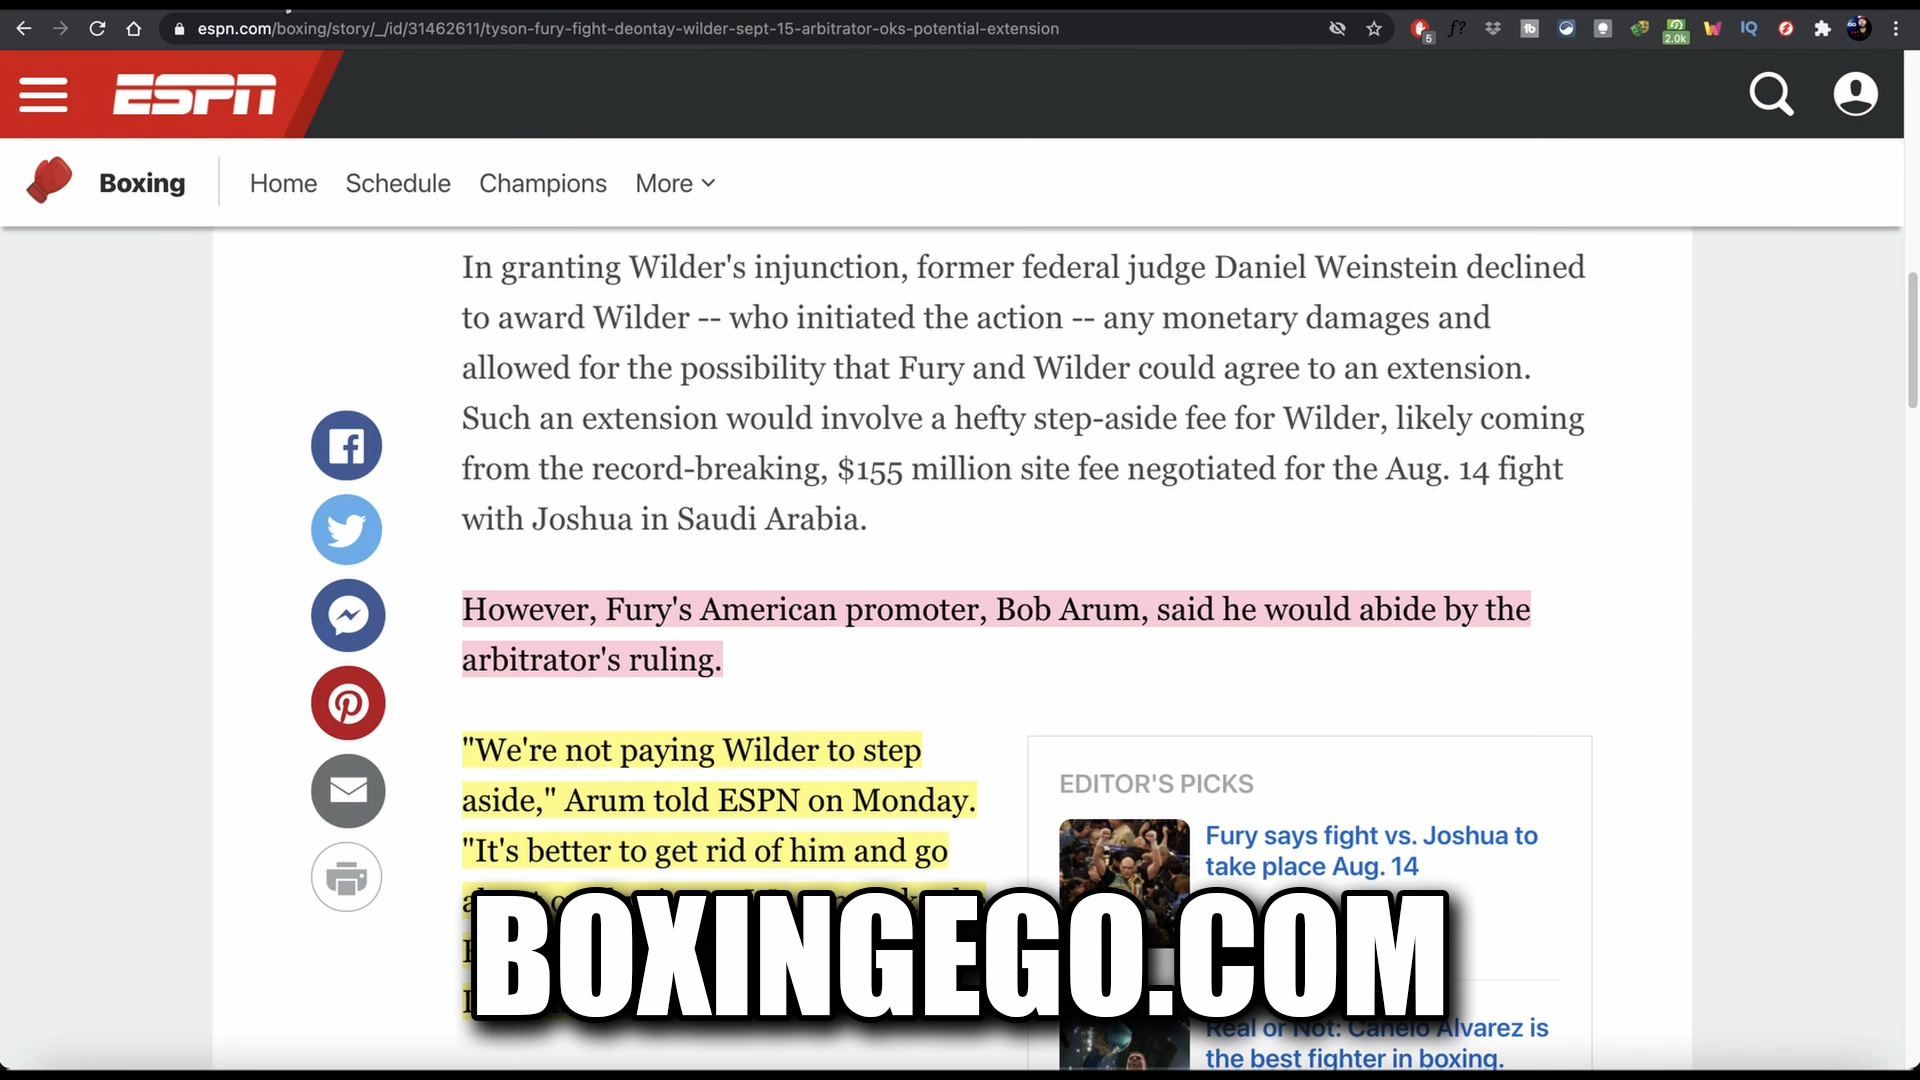 espn.com/boxing/story/_/id/31462611/tyson-fury-fight-deontay-wilder-sept-15-arbitrator-oks-potential-extension
5
f?
tb
2.0k
IQ
ESPN
Boxing
Home
Schedule
Champions
More
In granting Wilder's injunction, former federal judge Daniel Weinstein declined
to award Wilder -- who initiated the action -- any monetary damages and
allowed for the possibility that Fury and Wilder could agree to an extension.
Such an extension would involve a hefty step-aside fee for Wilder, likely coming
from the record-breaking, $155 million site fee negotiated for the Aug. 14 fight
with Joshua in Saudi Arabia.
However, Fury's American promoter, Bob Arum, said he would abide by the
arbitrator's ruling.
"We're not paying Wilder to step
aside," Arum told ESPN on Monday.
"It's better to get rid of him and go
EDITOR'S PICKS
Fury says fight vs. Joshua to
take place Aug. 14
Real or Not: Canelo Alvarez is
the best fighter in boxing.
BOXINGEGO.COM